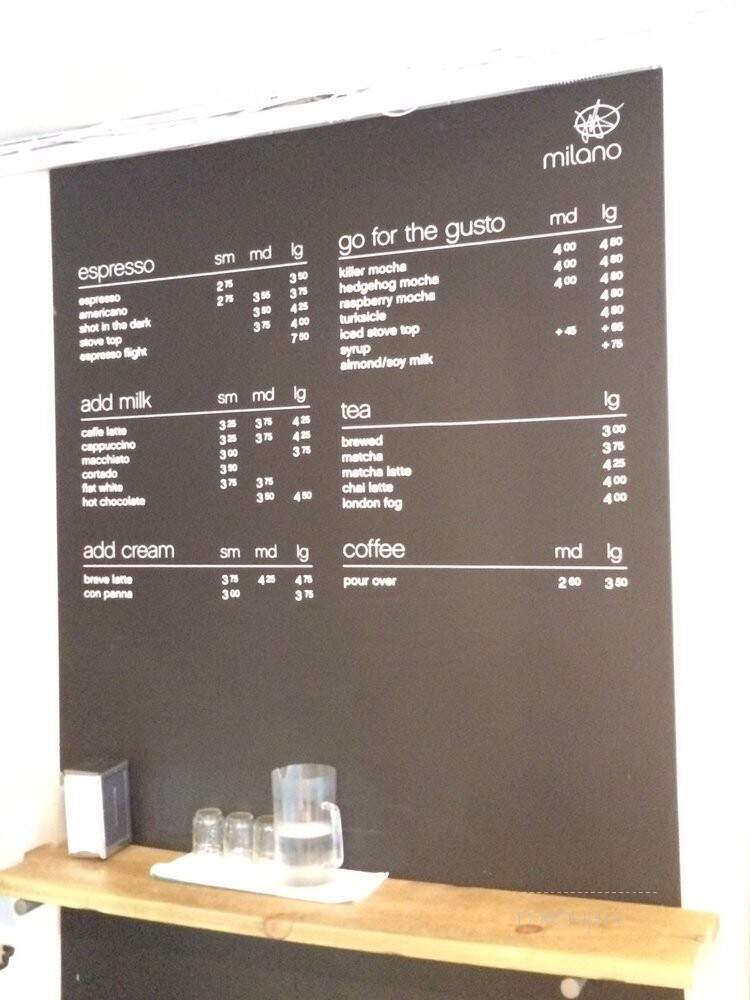 milano
espresso sm md lg
espresso 2 75 3 50
americano 2 75 3 55 3 75
shot in the dark 3 50 4 25
stove top 3 75 4 00
espresso flight 7 50
add milk sm md lg
caffe latte 3 25 3 75 4 25
cappuccino 3 25 3 75 4 25
macchiato 3 00 3 75
cortado 3 50
flat white 3 75 3 75
hot chocolate 3 50 4 50
add cream sm md lg
breve latte 3 75 4 25 4 75
con panna 3 00 3 75
go for the gusto md lg
killer mocha 4 00 4 80
hedgehog mocha 4 00 4 80
raspberry mocha 4 00 4 80
turksicle 4 80
iced stove top 4 80
syrup + 45 + 65
almond/soy milk + 75
tea lg
brewed 3 00
matcha 3 75
matcha latte 4 25
chai latte 4 00
london fog 4 00
coffee md lg
pour over 2 60 3 50